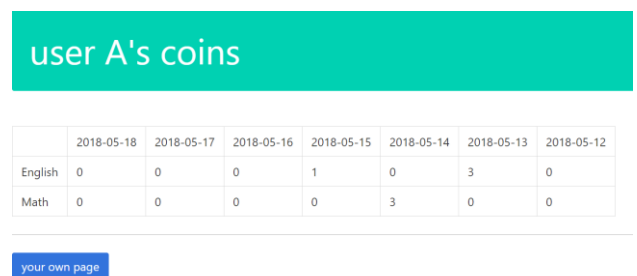 user A's coins
2018-05-18 2018-05-17 2018-05-16 2018-05-15 2018-05-14 2018-05-13 2018-05-12
English 0 0 0 1 0 3 0
Math 0 0 0 0 3 0 0
your own page